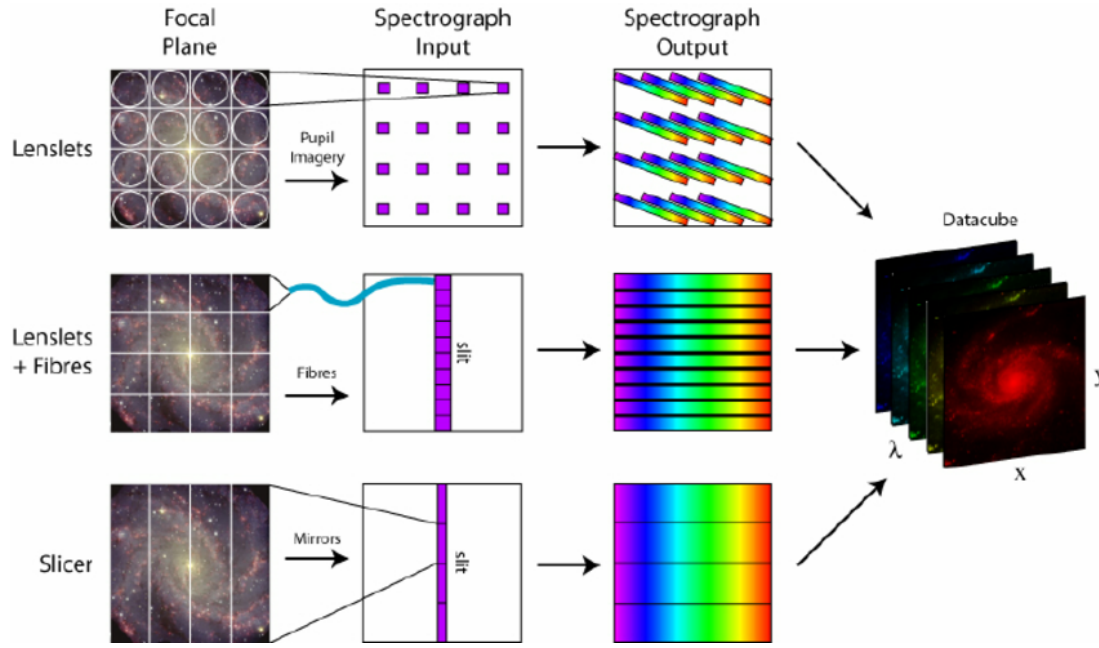 Focal
Plane
Spectrograph
Input
Spectrograph
Output
Lenslets
Pupil
Imagery
Datacube
Lenslets
+ Fibres
Fibres
slit
y
λ
x
Slicer
Mirrors
slit